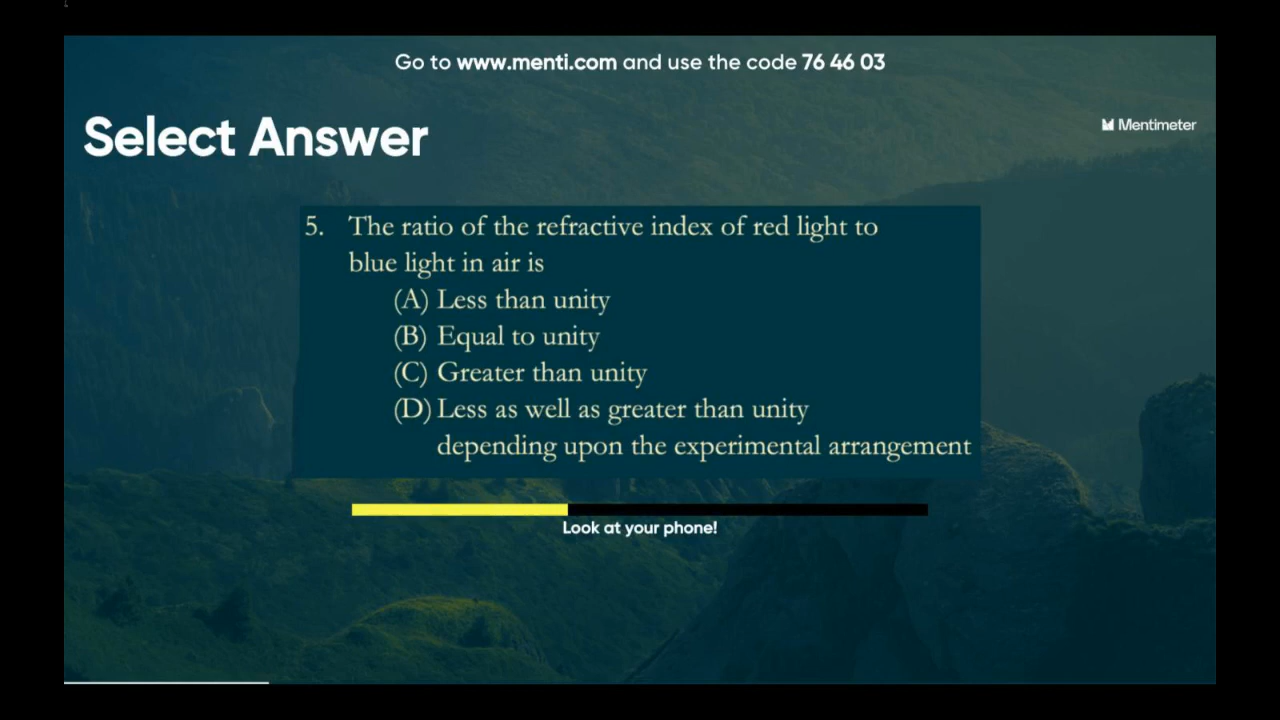 Go to www.menti.com and use the code 76 46 03
Select Answer
Mentimeter
5. The ratio of the refractive index of red light to
blue light in air is
(A) Less than unity
(B) Equal to unity
(C) Greater than unity
(D) Less as well as greater than unity
depending upon the experimental arrangement
Look at your phone!